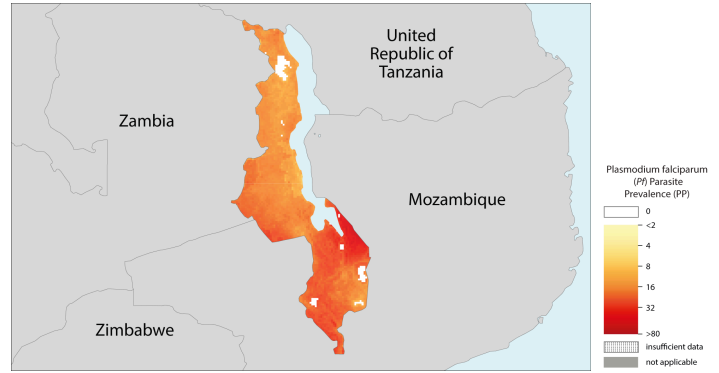 United
Republic of
Tanzania
Zambia
Mozambique
Zimbabwe
Plasmodium falciparum
(Pf) Parasite
Prevalence (PP)
0
<2
4
8
16
32
>80
insufficient data
not applicable